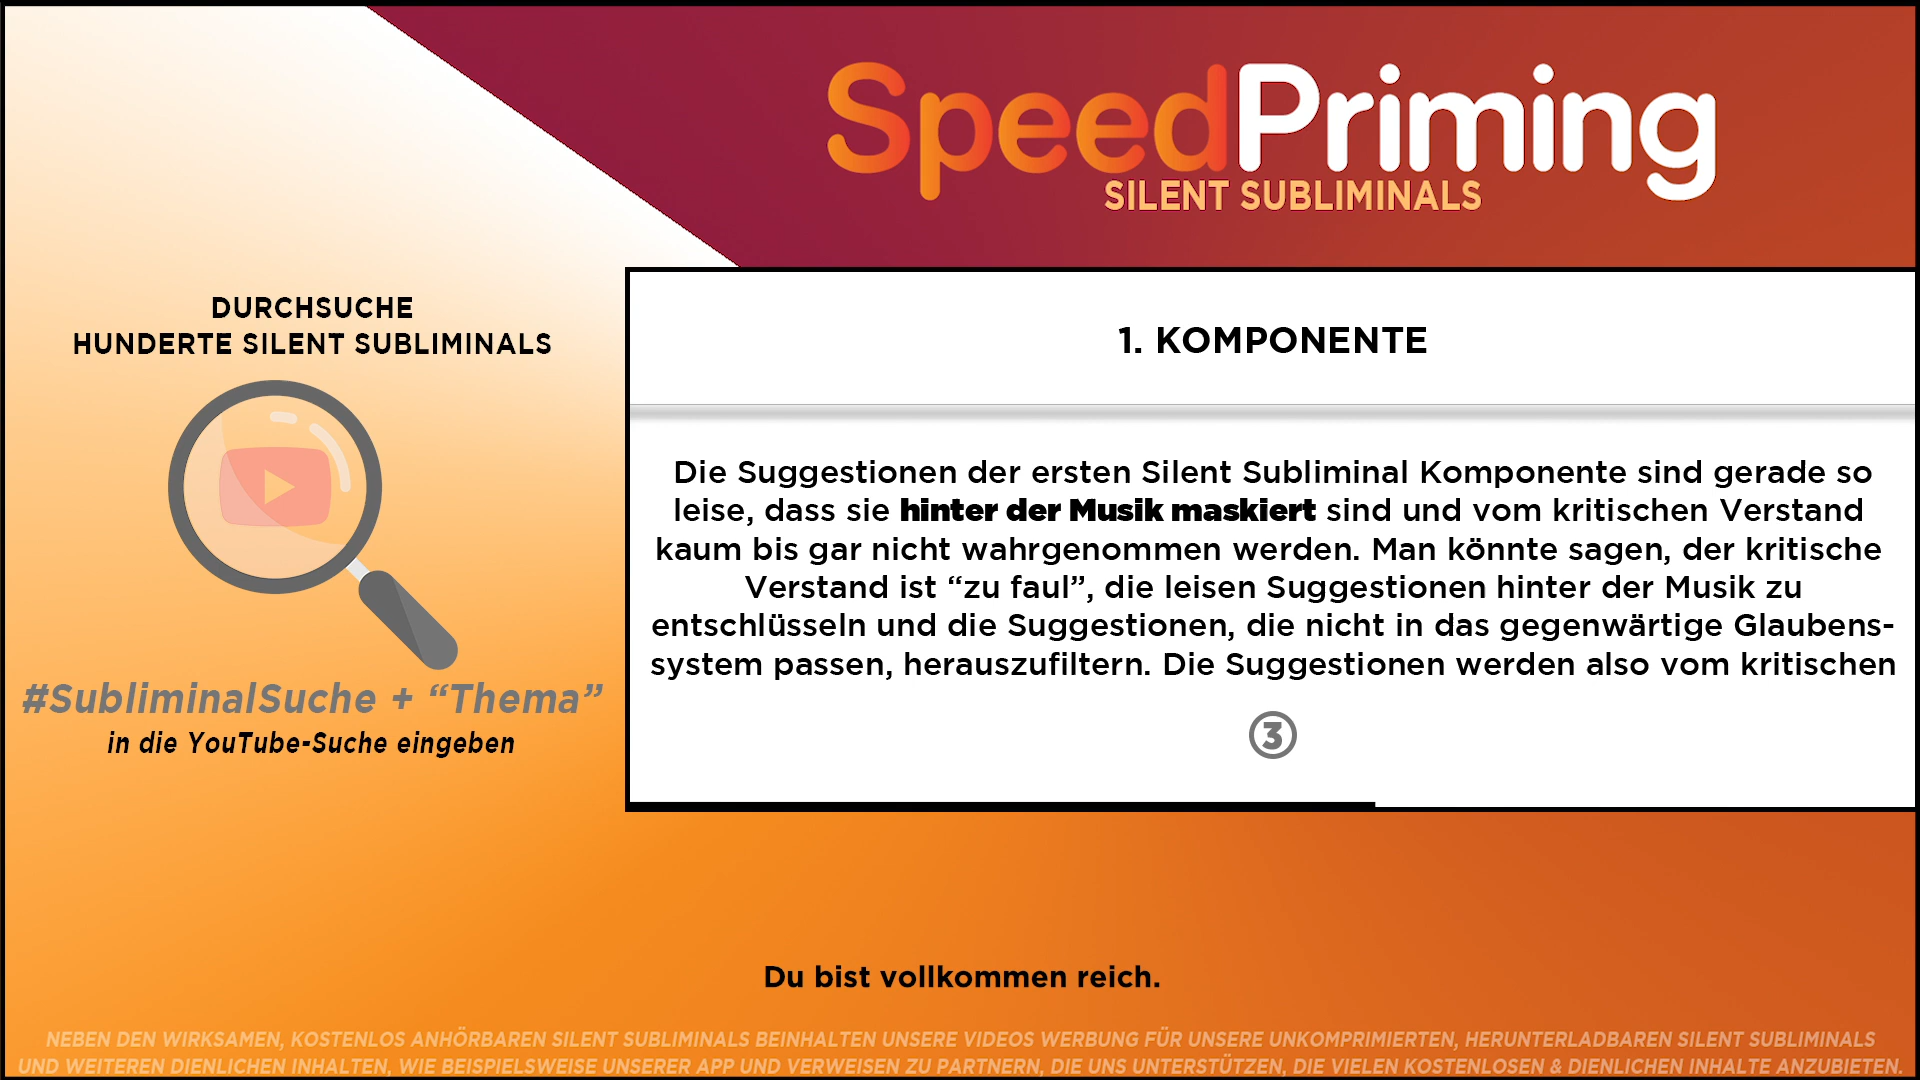 SpeedPriming
SILENT SUBLIMINALS
DURCHSUCHE
HUNDERTE SILENT SUBLIMINALS
#SubliminalSuche + “Thema”
in die YouTube-Suche eingeben
1. KOMPONENTE
Die Suggestionen der ersten Silent Subliminal Komponente sind gerade so
leise, dass sie hinter der Musik maskiert sind und vom kritischen Verstand
kaum bis gar nicht wahrgenommen werden. Man könnte sagen, der kritische
Verstand ist “zu faul”, die leisen Suggestionen hinter der Musik zu
entschlüsseln und die Suggestionen, die nicht in das gegenwärtige Glaubens-
system passen, herauszufiltern. Die Suggestionen werden also vom kritischen
3
Du bist vollkommen reich.
NEBEN DEN WIRKSAMEN, KOSTENLOS ANHÖRBAREN SILENT SUBLIMINALS BEINHALTEN UNSERE VIDEOS WERBUNG FÜR UNSERE UNKOMPRIMIERTEN, HERUNTERLADBAREN SILENT SUBLIMINALS
UND WEITEREN DIENLICHEN INHALTEN, WIE BEISPIELSWEISE UNSERER APP UND VERWEISEN ZU PARTNERN, DIE UNS UNTERSTÜTZEN, DIE VIELEN KOSTENLOSEN & DIENLICHEN INHALTE ANZUBIETEN.